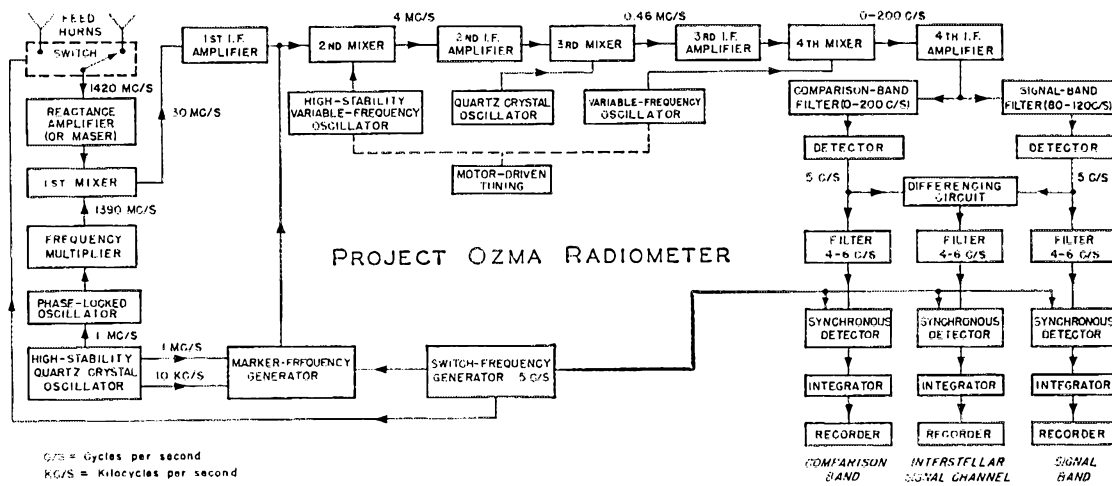 FEED
HORNS
SWITCH
1420 MC/S
REACTANCE
AMPLIFIER
(OR MASER)
1ST MIXER
1390 MC/S
FREQUENCY
MULTIPLIER
PHASE-LOCKED
OSCILLATOR
1 MC/S
HIGH-STABILITY
QUARTZ CRYSTAL
OSCILLATOR
1 MC/S
10 KC/S
30 MC/S
1ST I.F.
AMPLIFIER
2ND MIXER
4 MC/S
2ND I.F.
AMPLIFIER
3RD MIXER
0.46 MC/S
3RD I.F.
AMPLIFIER
4TH MIXER
0-200 C/S
4TH I.F.
AMPLIFIER
HIGH-STABILITY
VARIABLE-FREQUENCY
OSCILLATOR
QUARTZ CRYSTAL
OSCILLATOR
VARIABLE-FREQUENCY
OSCILLATOR
MOTOR-DRIVEN
TUNING
COMPARISON-BAND
FILTER (0-200 C/S)
SIGNAL-BAND
FILTER (80-120C/S)
DETECTOR
DETECTOR
5 C/S
5 C/S
DIFFERENCING
CIRCUIT
PROJECT OZMA RADIOMETER
FILTER
4-6 C/S
FILTER
4-6 C/S
FILTER
4-6 C/S
MARKER-FREQUENCY
GENERATOR
SWITCH-FREQUENCY
GENERATOR 5 C/S
SYNCHRONOUS
DETECTOR
SYNCHRONOUS
DETECTOR
SYNCHRONOUS
DETECTOR
INTEGRATOR
INTEGRATOR
INTEGRATOR
RECORDER
RECORDER
RECORDER
COMPARISON
BAND
INTERSTELLAR
SIGNAL CHANNEL
SIGNAL
BAND
C/S = Cycles per second
KC/S = Kilocycles per second